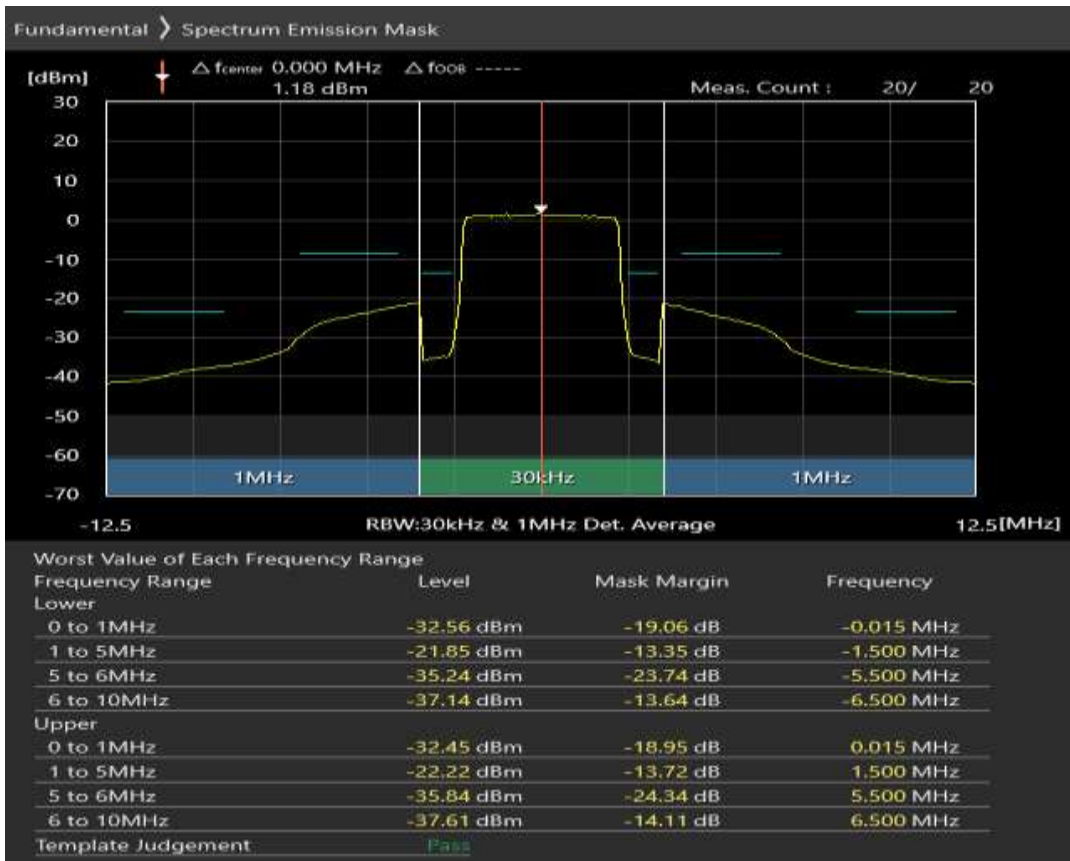 Fundamental ❯ Spectrum Emission Mask
[dBm] △ fcenter 0.000 MHz △ fOOB -----
1.18 dBm Meas. Count : 20/ 20
30
20
10
0
-10
-20
-30
-40
-50
-60
-70
1MHz 30kHz 1MHz
-12.5 RBW:30kHz & 1MHz Det. Average 12.5[MHz]
Worst Value of Each Frequency Range
Frequency Range Level Mask Margin Frequency
Lower
0 to 1MHz -32.56 dBm -19.06 dB -0.015 MHz
1 to 5MHz -21.85 dBm -13.35 dB -1.500 MHz
5 to 6MHz -35.24 dBm -23.74 dB -5.500 MHz
6 to 10MHz -37.14 dBm -13.64 dB -6.500 MHz
Upper
0 to 1MHz -32.45 dBm -18.95 dB 0.015 MHz
1 to 5MHz -22.22 dBm -13.72 dB 1.500 MHz
5 to 6MHz -35.84 dBm -24.34 dB 5.500 MHz
6 to 10MHz -37.61 dBm -14.11 dB 6.500 MHz
Template Judgement Pass